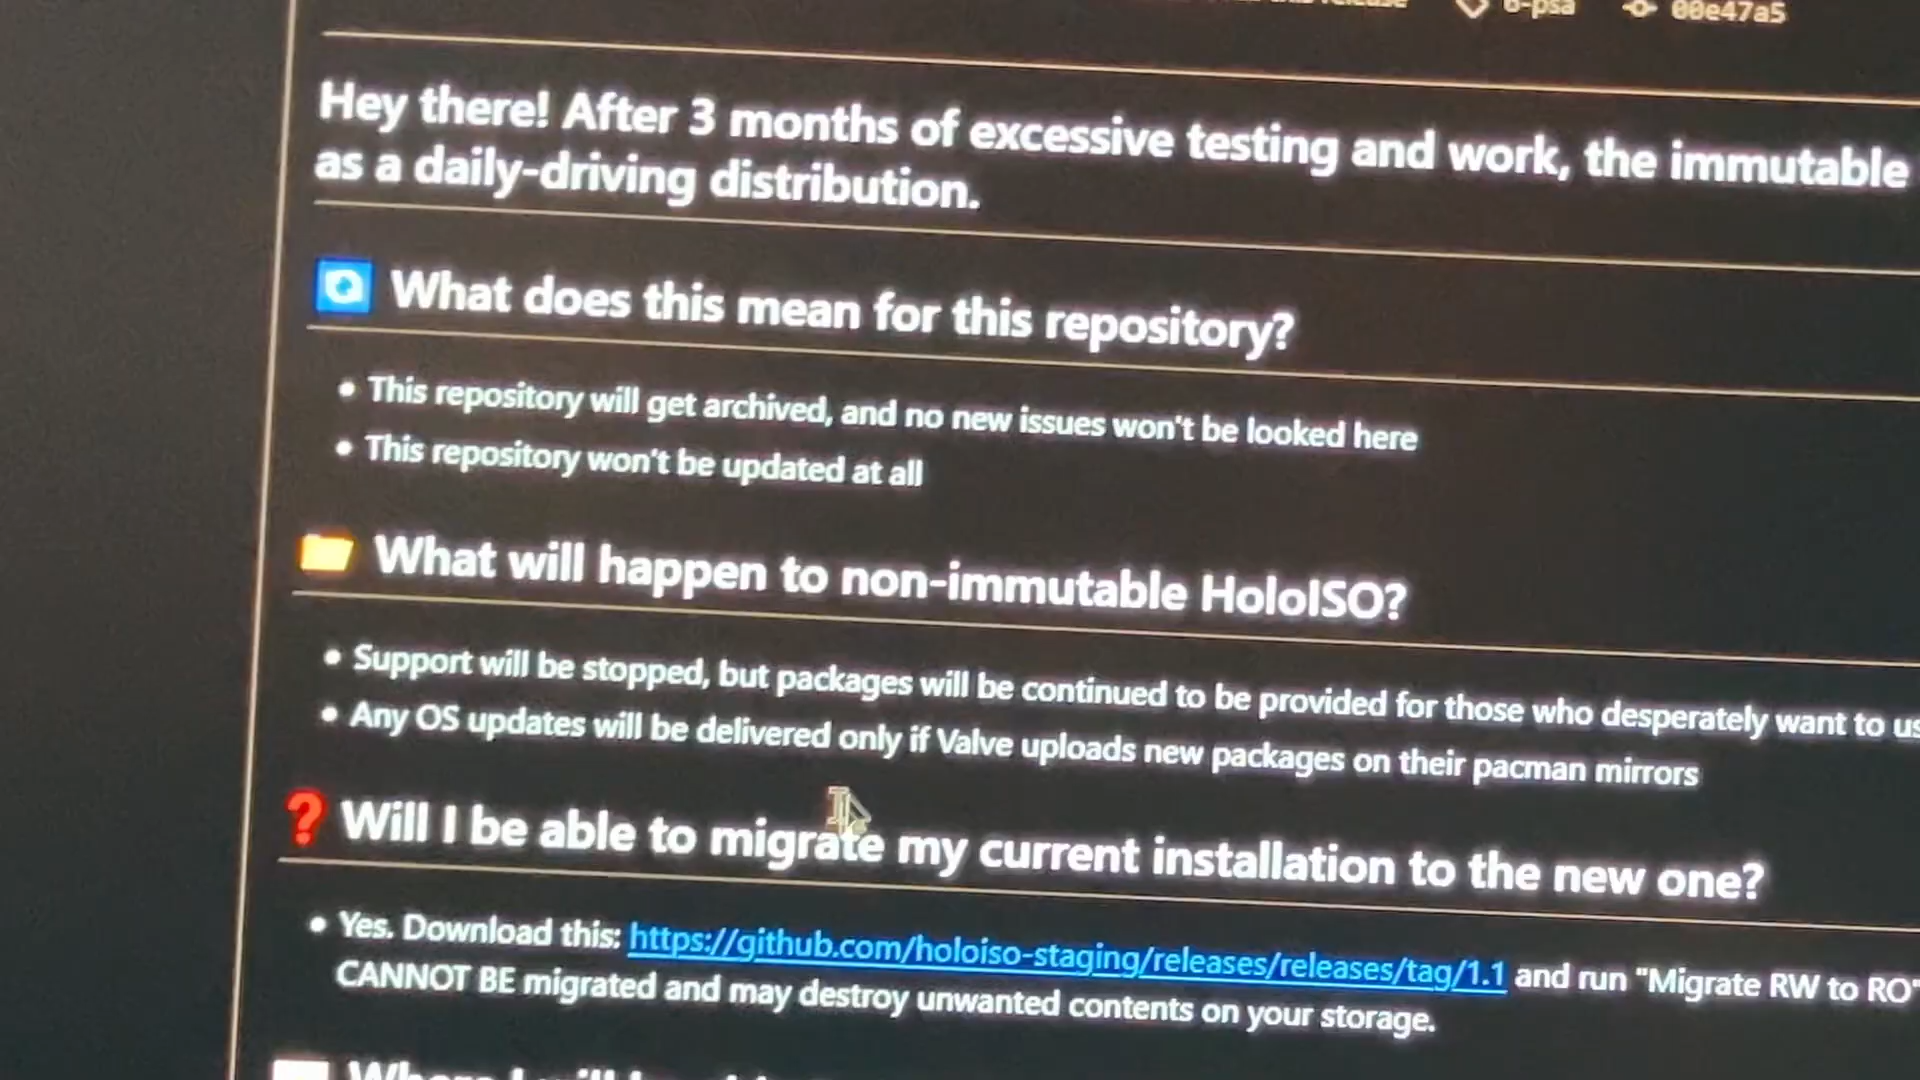 release 6-psa 00e47a5
Hey there! After 3 months of excessive testing and work, the immutable
as a daily-driving distribution.
What does this mean for this repository?
This repository will get archived, and no new issues won't be looked here
This repository won't be updated at all
What will happen to non-immutable HoloISO?
Support will be stopped, but packages will be continued to be provided for those who desperately want to us
Any OS updates will be delivered only if Valve uploads new packages on their pacman mirrors
Will I be able to migrate my current installation to the new one?
Yes. Download this: https://github.com/holoiso-staging/releases/releases/tag/1.1 and run "Migrate RW to RO"
CANNOT BE migrated and may destroy unwanted contents on your storage.